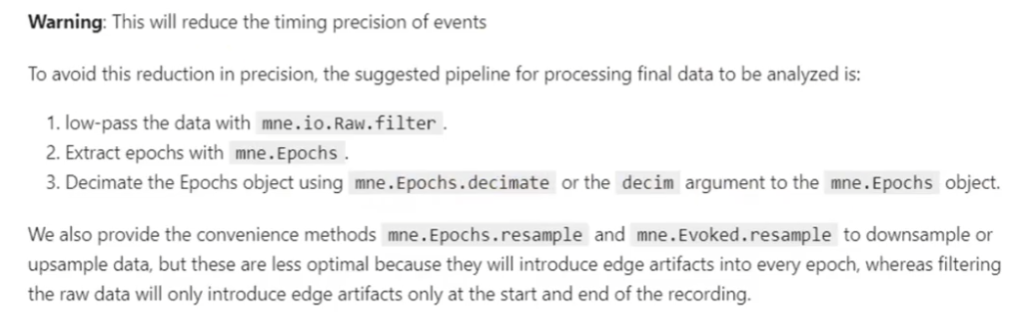 Warning: This will reduce the timing precision of events
To avoid this reduction in precision, the suggested pipeline for processing final data to be analyzed is:
1. low-pass the data with mne.io.Raw.filter .
2. Extract epochs with mne.Epochs .
3. Decimate the Epochs object using mne.Epochs.decimate or the decim argument to the mne.Epochs object.
We also provide the convenience methods mne.Epochs.resample and mne.Evoked.resample to downsample or
upsample data, but these are less optimal because they will introduce edge artifacts into every epoch, whereas filtering
the raw data will only introduce edge artifacts only at the start and end of the recording.